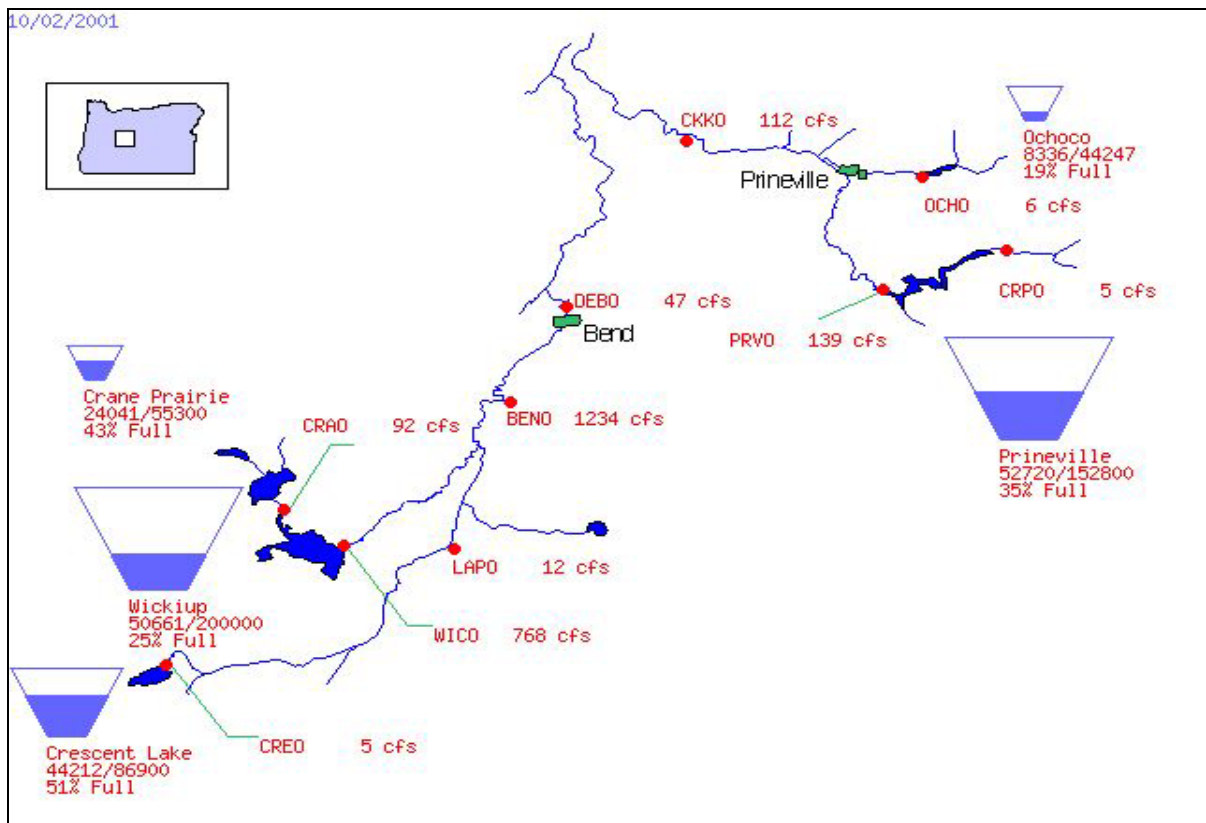 10/02/2001
CKKO 112 cfs
Ochoco
8336/44247
19% Full
Prineville
OCHO 6 cfs
CRPO 5 cfs
DEBO 47 cfs
Bend
PRVO 139 cfs
Crane Prairie
24041/55300
43% Full
CRAO 92 cfs
BENO 1234 cfs
Prineville
52720/152800
35% Full
LAPO 12 cfs
Wickiup
50661/200000
25% Full
WICO 768 cfs
CREO 5 cfs
Crescent Lake
44212/86900
51% Full